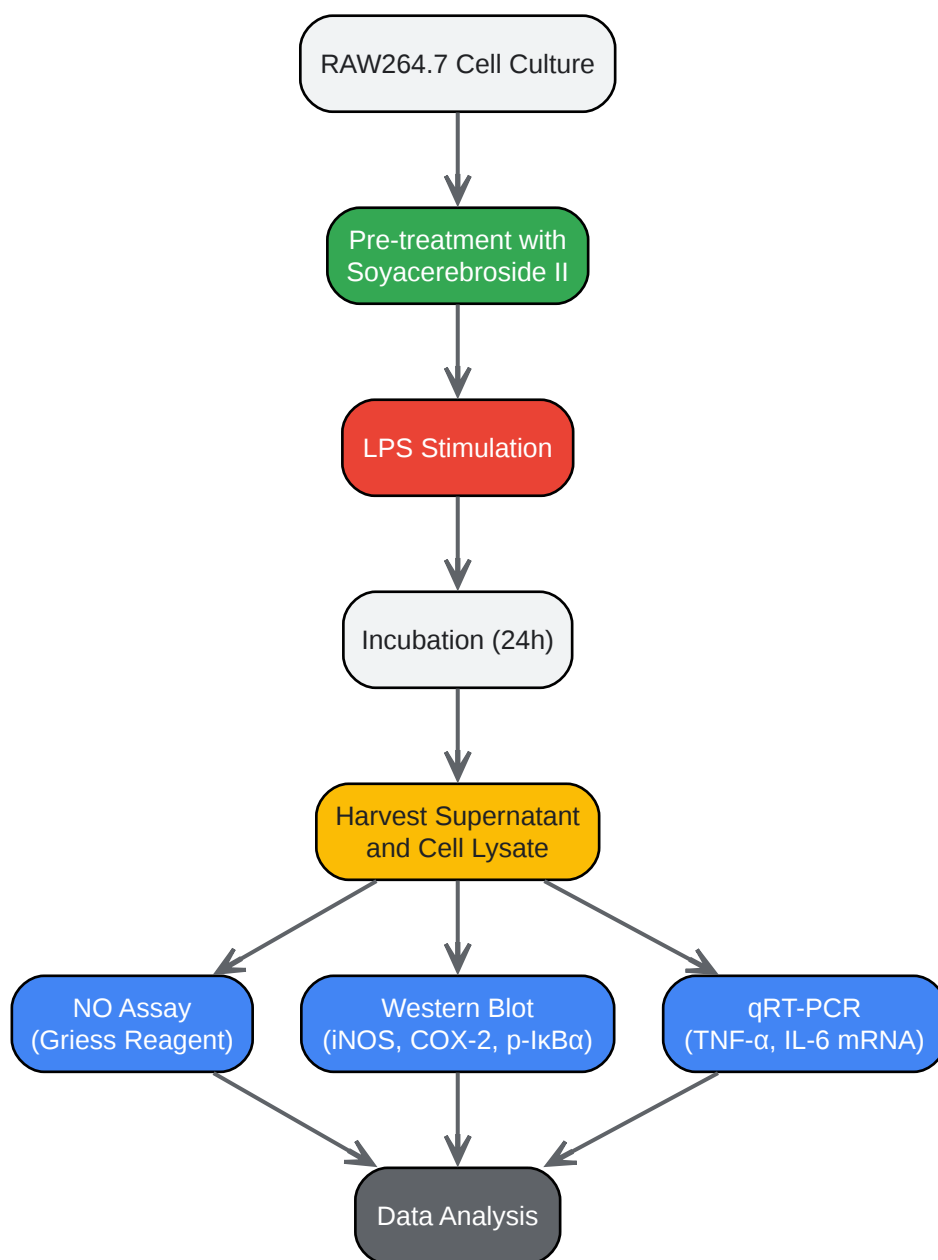 RAW264.7 Cell Culture
Pre-treatment with
Soyacerebroside II
LPS Stimulation
Incubation (24h)
Harvest Supernatant
and Cell Lysate
NO Assay
(Griess Reagent)
Western Blot
(iNOS, COX-2, p-IκBα)
qRT-PCR
(TNF-α, IL-6 mRNA)
Data Analysis